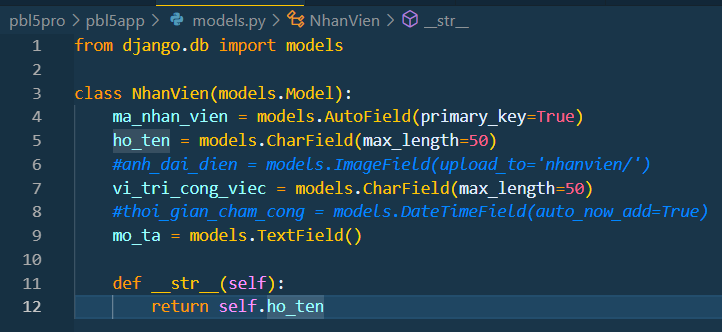 pbl5pro > pbl5app > models.py > NhanVien > __str__
1 from django.db import models
2
3 class NhanVien(models.Model):
4     ma_nhan_vien = models.AutoField(primary_key=True)
5     ho_ten = models.CharField(max_length=50)
6     #anh_dai_dien = models.ImageField(upload_to='nhanvien/')
7     vi_tri_cong_viec = models.CharField(max_length=50)
8     #thoi_gian_cham_cong = models.DateTimeField(auto_now_add=True)
9     mo_ta = models.TextField()
10
11     def __str__(self):
12         return self.ho_ten